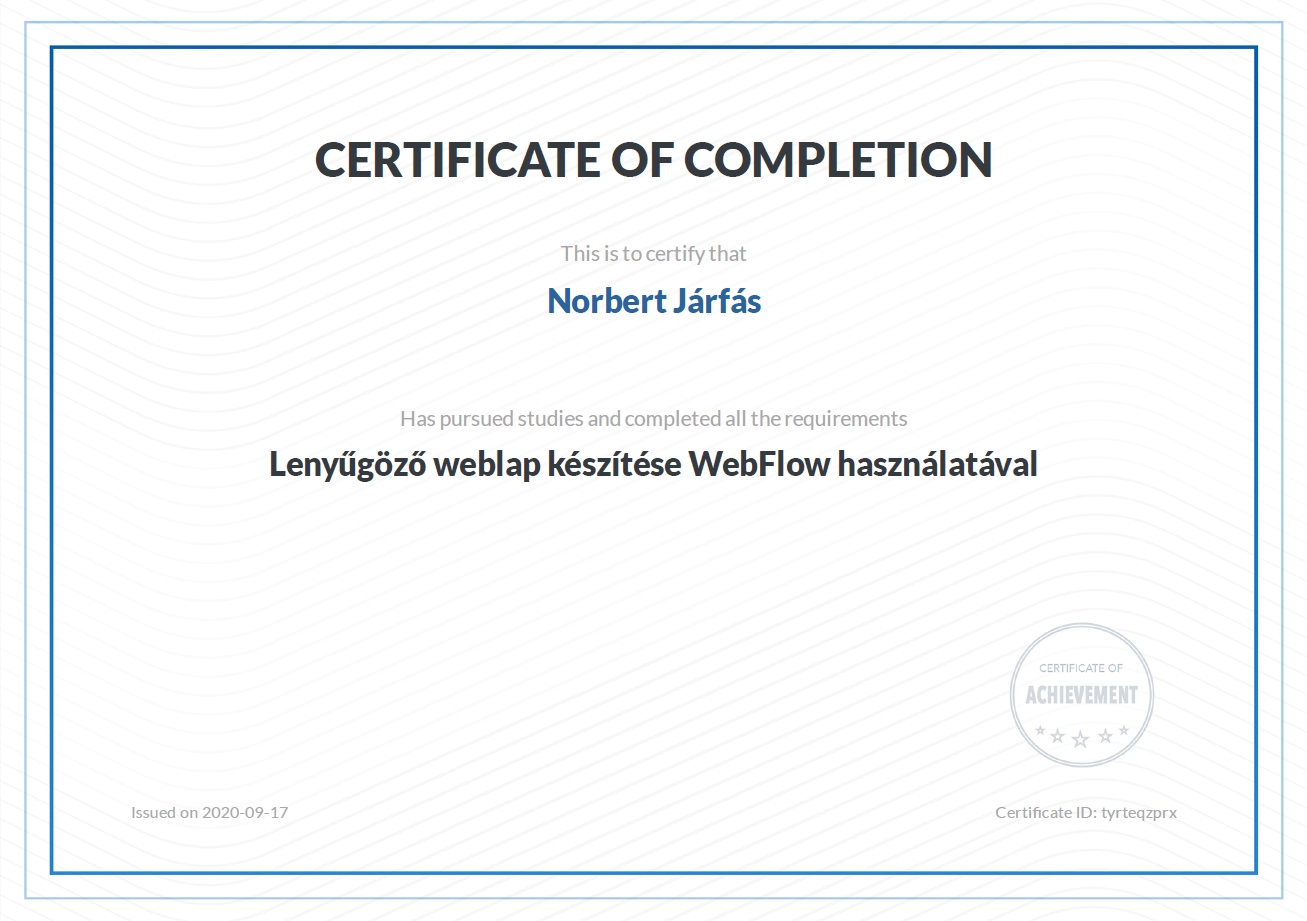 CERTIFICATE OF COMPLETION
This is to certify that
Norbert Járfás
Has pursued studies and completed all the requirements
Lenyűgöző weblap készítése WebFlow használatával
CERTIFICATE OF
ACHIEVEMENT
Issued on 2020-09-17
Certificate ID: tyrteqzprx